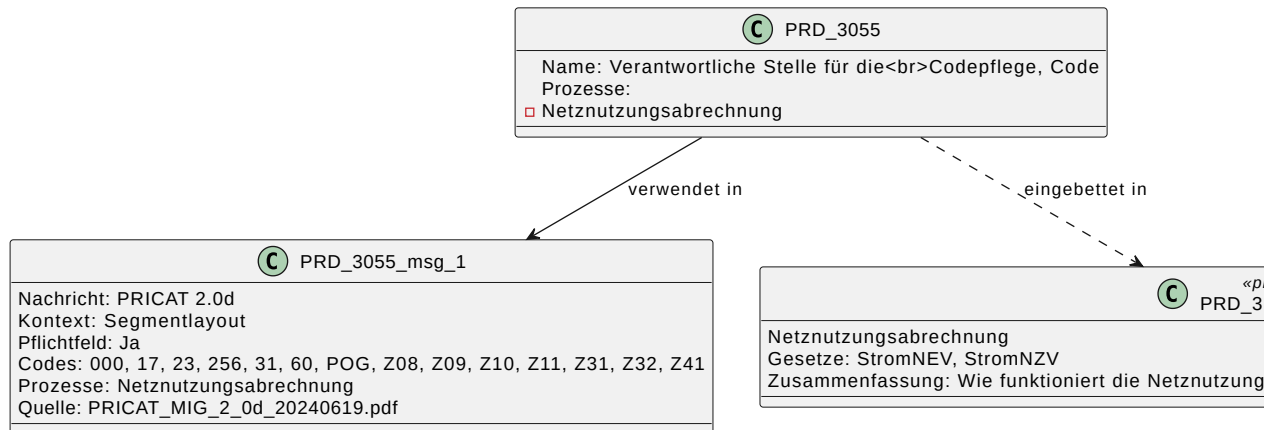 C PRD_3055
Name: Verantwortliche Stelle für die<br>Codepflege, Code
Prozesse:
Netznutzungsabrechnung
verwendet in
eingebettet in
C PRD_3055_msg_1
Nachricht: PRICAT 2.0d
Kontext: Segmentlayout
Pflichtfeld: Ja
Codes: 000, 17, 23, 256, 31, 60, POG, Z08, Z09, Z10, Z11, Z31, Z32, Z41
Prozesse: Netznutzungsabrechnung
Quelle: PRICAT_MIG_2_0d_20240619.pdf
«p
C PRD_3
Netznutzungsabrechnung
Gesetze: StromNEV, StromNZV
Zusammenfassung: Wie funktioniert die Netznutzung